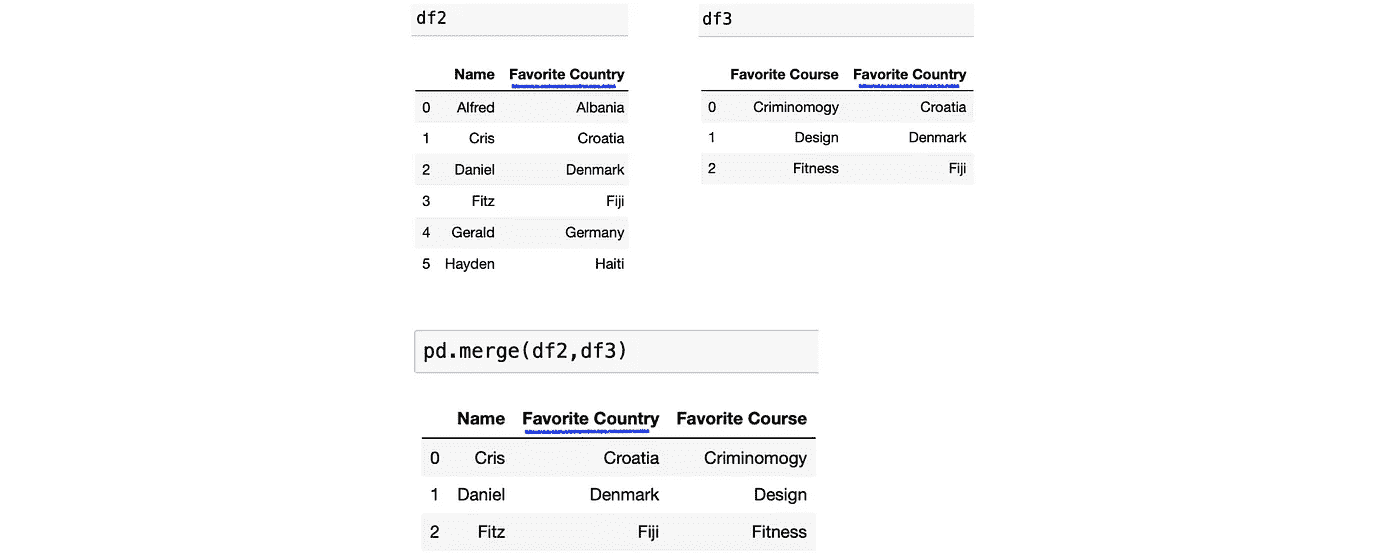 df2
Name Favorite Country
0 Alfred Albania
1 Cris Croatia
2 Daniel Denmark
3 Fitz Fiji
4 Gerald Germany
5 Hayden Haiti
df3
Favorite Course Favorite Country
0 Criminomogy Croatia
1 Design Denmark
2 Fitness Fiji
pd.merge(df2,df3)
Name Favorite Country Favorite Course
0 Cris Croatia Criminomogy
1 Daniel Denmark Design
2 Fitz Fiji Fitness